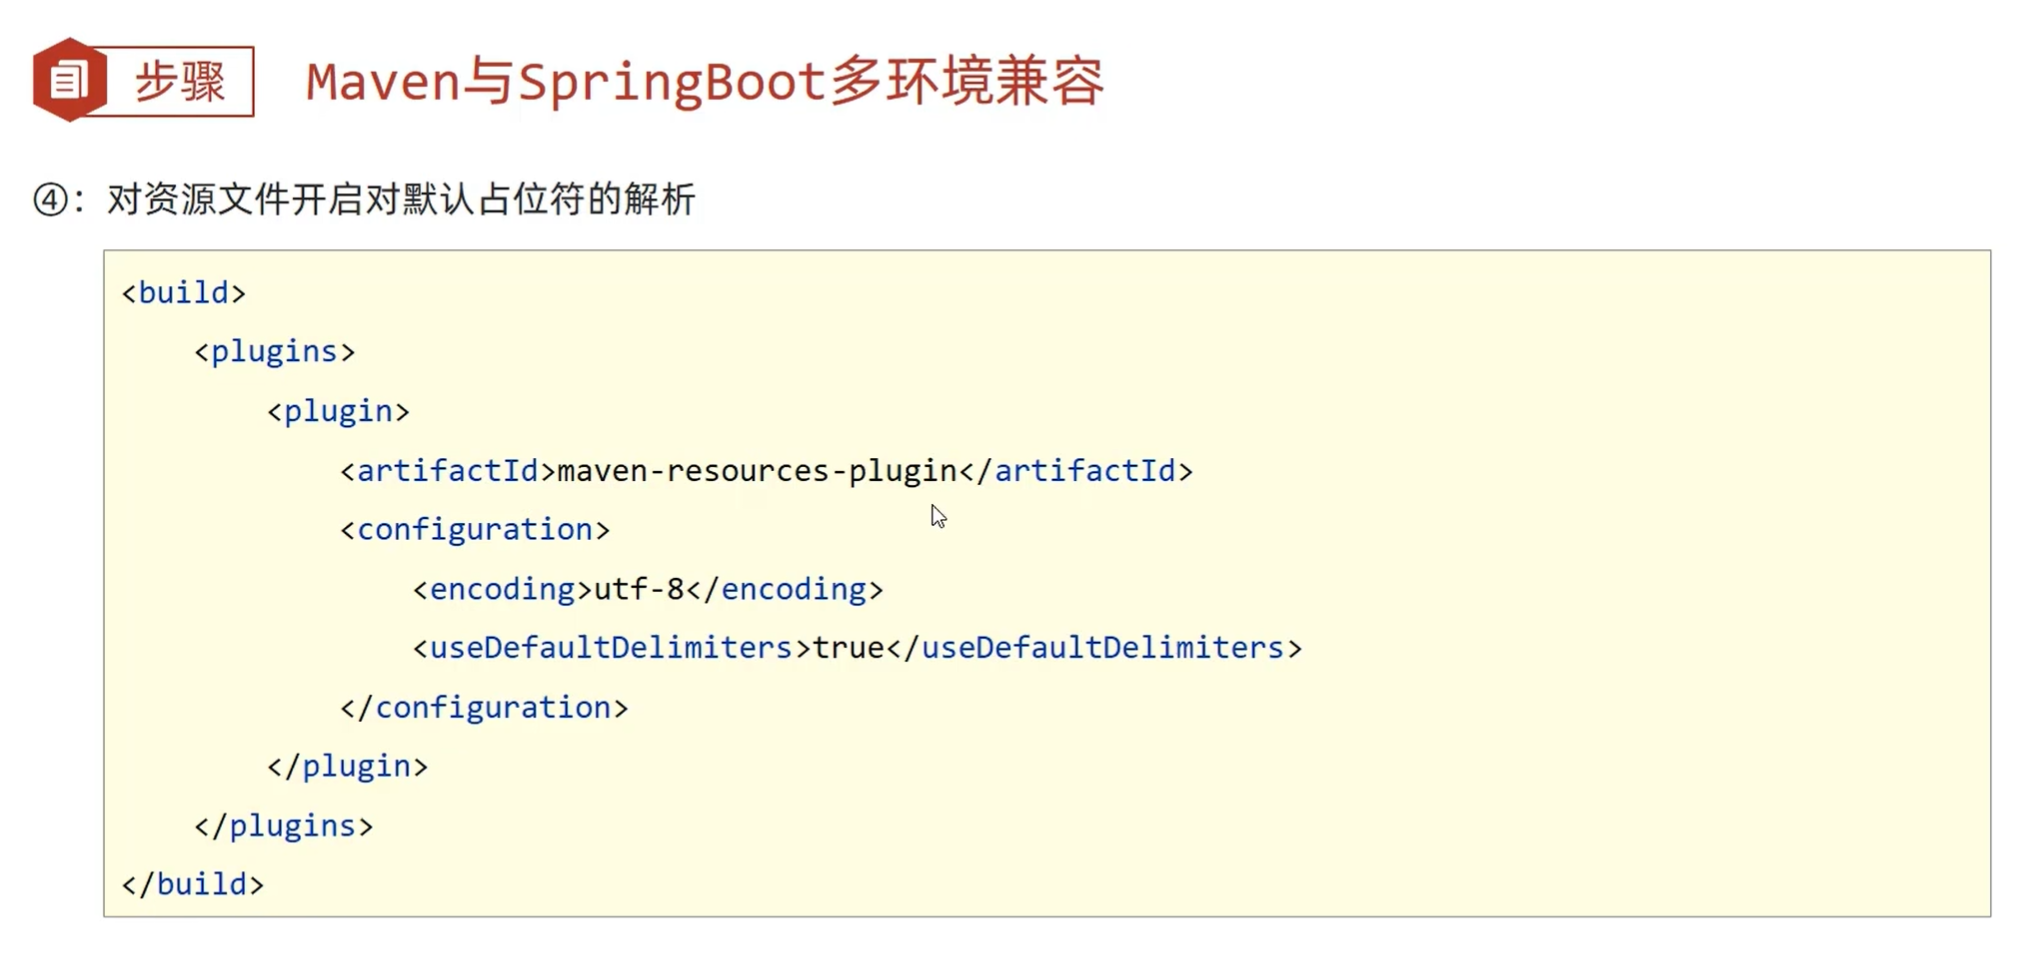 步骤 Maven与SpringBoot多环境兼容
④：对资源文件开启对默认占位符的解析
<build>
    <plugins>
        <plugin>
            <artifactId>maven-resources-plugin</artifactId>
            <configuration>
                <encoding>utf-8</encoding>
                <useDefaultDelimiters>true</useDefaultDelimiters>
            </configuration>
        </plugin>
    </plugins>
</build>